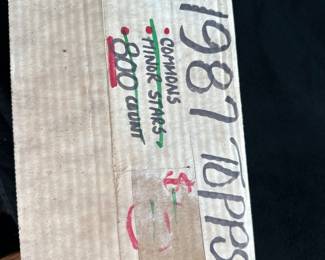 1987 TOPPS
• COMMONS
• MINOR STARS
• 800 COUNT
$